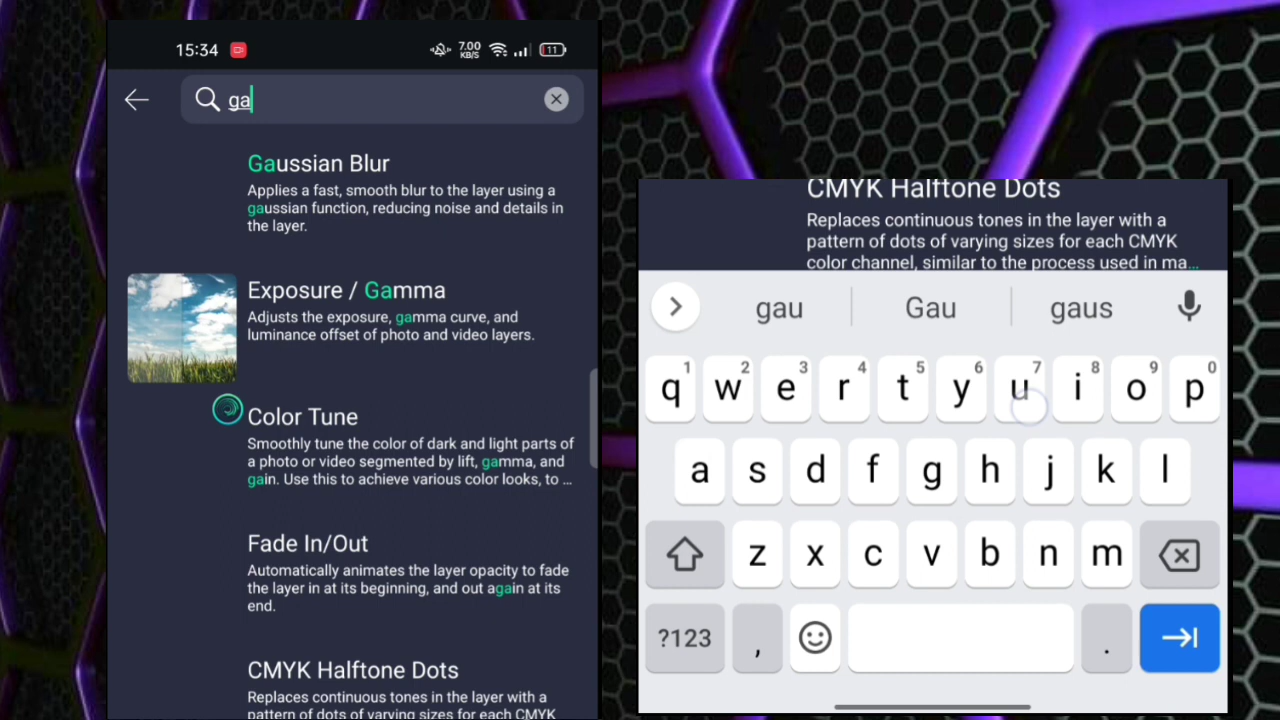 15:34
7.00
KB/S
11
ga
Gaussian Blur
Applies a fast, smooth blur to the layer using a
gaussian function, reducing noise and details in
the layer.
Exposure / Gamma
Adjusts the exposure, gamma curve, and
luminance offset of photo and video layers.
Color Tune
Smoothly tune the color of dark and light parts of
a photo or video segmented by lift, gamma, and
gain. Use this to achieve various color looks, to ...
Fade In/Out
Automatically animates the layer opacity to fade
the layer in at its beginning, and out again at its
end.
CMYK Halftone Dots
Replaces continuous tones in the layer with a
pattern of dots of varying sizes for each CMYK
CMYK Halftone Dots
Replaces continuous tones in the layer with a
pattern of dots of varying sizes for each CMYK
color channel, similar to the process used in ma...
gau Gau gaus
1 2 3 4 5 6 7 8 9 0
q w e r t y u i o p
a s d f g h j k l
z x c v b n m
?123 , .